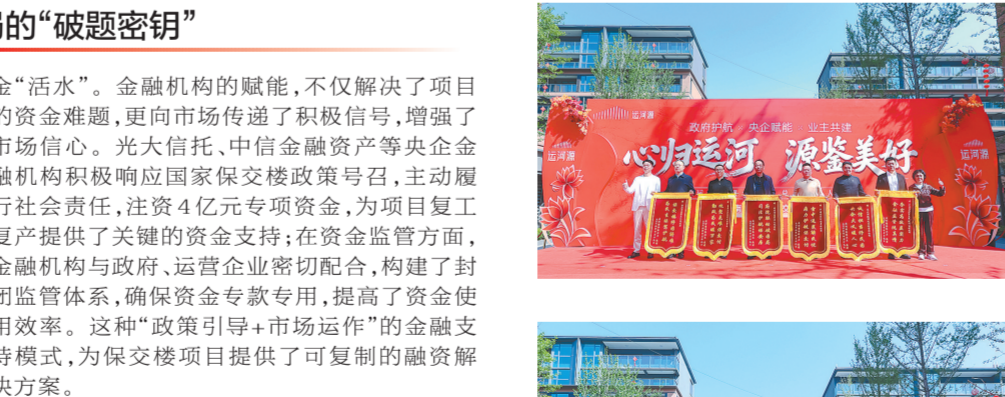 的“破题密钥”
金“活水”。金融机构的赋能,不仅解决了项目
的资金难题,更向市场传递了积极信号,增强了
市场信心。光大信托、中信金融资产等央企金
融机构积极响应国家保交楼政策号召,主动履
行社会责任,注资4亿元专项资金,为项目复工
复产提供了关键的资金支持;在资金监管方面,
金融机构与政府、运营企业密切配合,构建了封
闭监管体系,确保资金专款专用,提高了资金使
用效率。这种“政策引导+市场运作”的金融支
持模式,为保交楼项目提供了可复制的融资解
决方案。
运河源
政府护航 央企赋能 业主共建
心归运河 源鉴美好
运河源
运河源